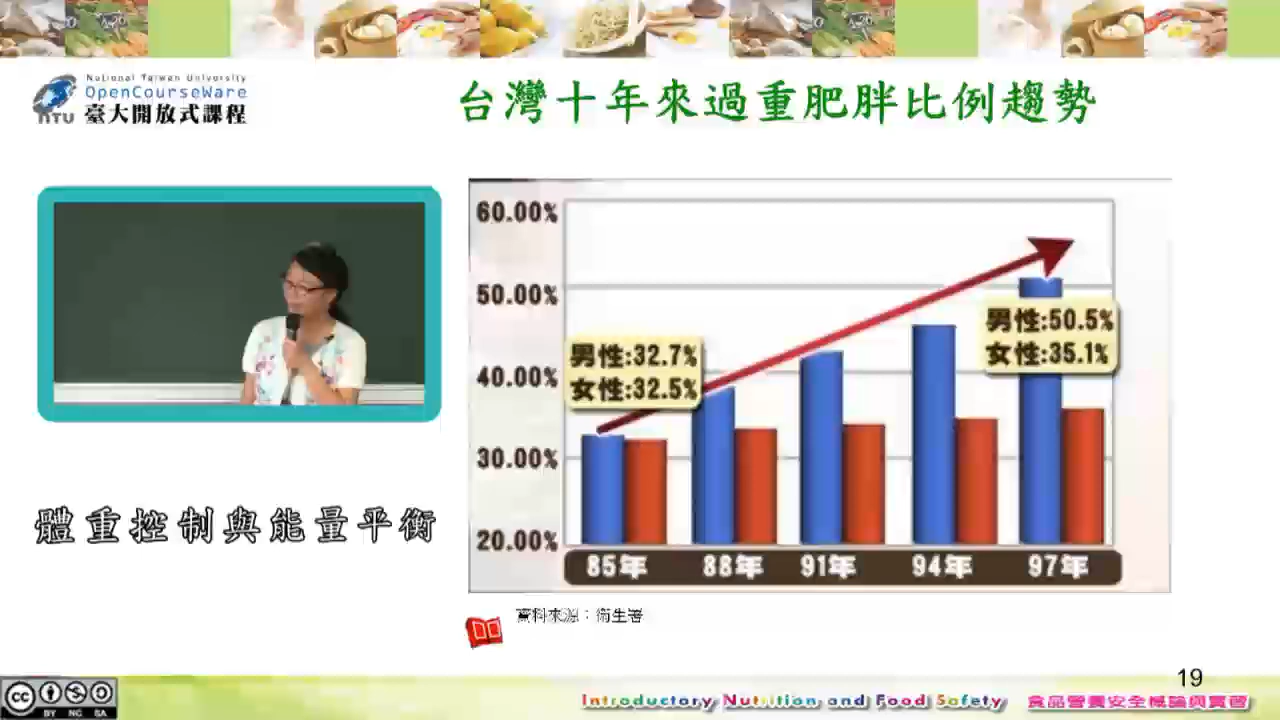 National Taiwan University
OpenCourseWare
NTU 臺大開放式課程
台灣十年來過重肥胖比例趨勢
60.00%
50.00%
40.00%
30.00%
20.00%
男性:32.7%
女性:32.5%
男性:50.5%
女性:35.1%
85年 88年 91年 94年 97年
體重控制與能量平衡
資料來源：衛生署
19
cc BY NC SA
Introductory Nutrition and Food Safety 食品營養安全概論與實習